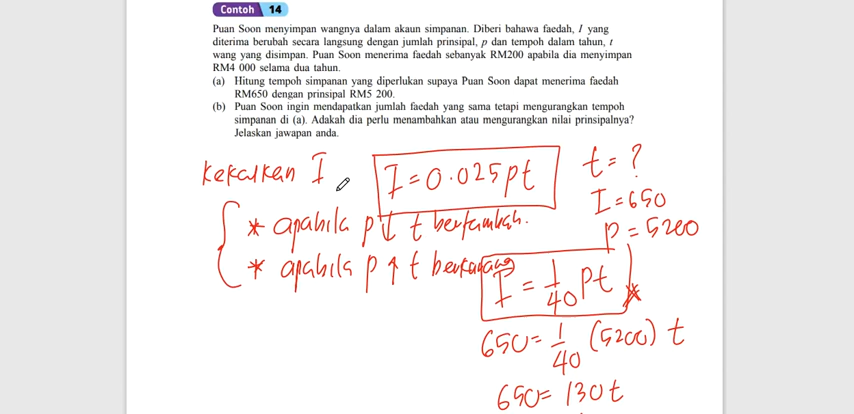 Contoh 14
Puan Soon menyimpan wangnya dalam akaun simpanan. Diberi bahawa faedah, I yang
diterima berubah secara langsung dengan jumlah prinsipal, p dan tempoh dalam tahun, t
wang yang disimpan. Puan Soon menerima faedah sebanyak RM200 apabila dia menyimpan
RM4 000 selama dua tahun.
(a) Hitung tempoh simpanan yang diperlukan supaya Puan Soon dapat menerima faedah
RM650 dengan prinsipal RM5 200.
(b) Puan Soon ingin mendapatkan jumlah faedah yang sama tetapi mengurangkan tempoh
simpanan di (a). Adakah dia perlu menambahkan atau mengurangkan nilai prinsipalnya?
Jelaskan jawapan anda.
Kekalkan I
I = 0.025pt
t = ?
I = 650
p = 5200
* apabila p ↓ t bertambah.
* apabila p ↑ t berkurang
I = 1/40 pt
650 = 1/40 (5200) t
650 = 130t